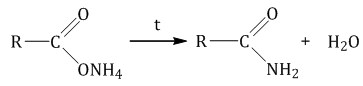 O O
R — C t R — C + H₂O
ONH₄ NH₂